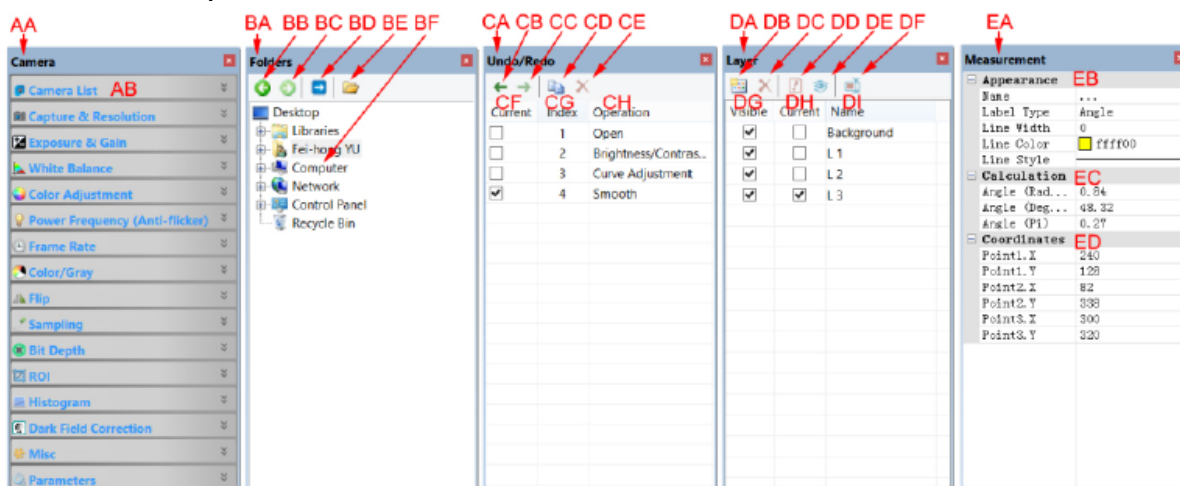 AA
BA BB BC BD BE BF
CA CB CC CD CE
DA DB DC DD DE DF
EA
Camera
AB
Camera List
Capture & Resolution
Exposure & Gain
White Balance
Color Adjustment
Power Frequency (Anti-flicker)
Frame Rate
Color/Gray
Flip
Sampling
Bit Depth
ROI
Histogram
Dark Field Correction
Misc
Parameters
Folders
Desktop
Libraries
Fei-hong YU
Computer
Network
Control Panel
Recycle Bin
Undo/Redo
CF CG CH
Current Index Operation
1 Open
2 Brightness/Contras...
3 Curve Adjustment
4 Smooth
Layer
DG DH DI
Visible Current Name
Background
L 1
L 2
L 3
Measurement
Appearance EB
Name ...
Label Type Angle
Line Width 0
Line Color ffff00
Line Style
Calculation EC
Angle (Rad... 0.84
Angle (Deg... 48.32
Angle (Pi) 0.27
Coordinates ED
Point1.X 240
Point1.Y 128
Point2.X 82
Point2.Y 338
Point3.X 300
Point3.Y 320